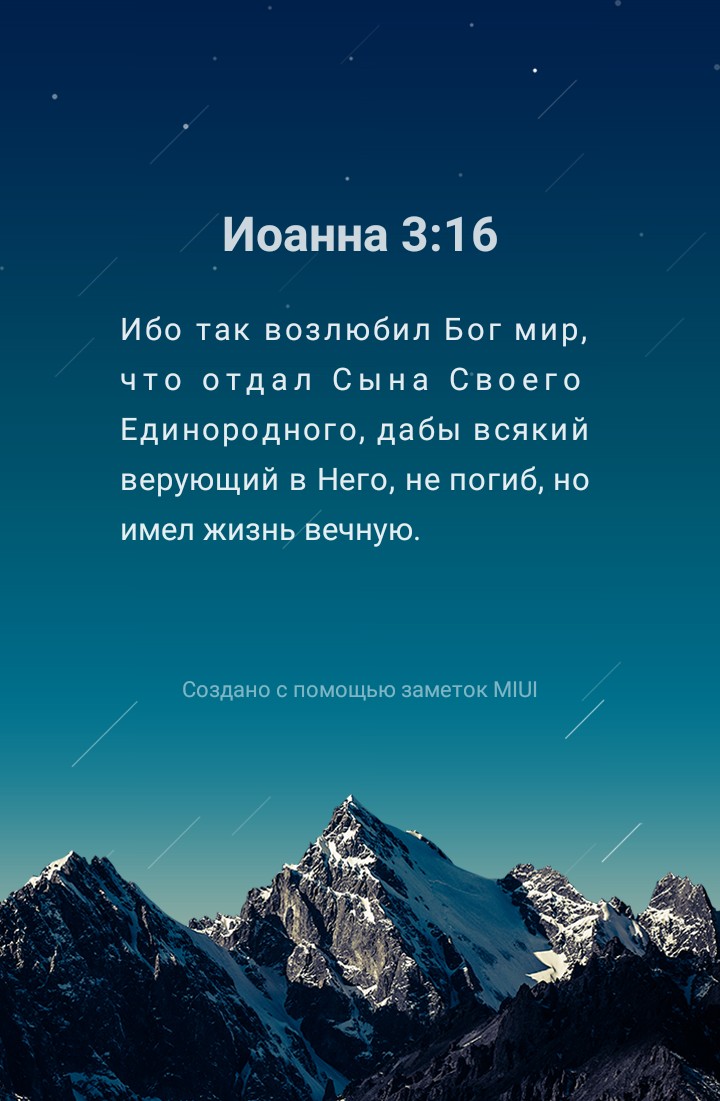 Иоанна 3:16
Ибо так возлюбил Бог мир,
что отдал Сына Своего
Единородного, дабы всякий
верующий в Него, не погиб, но
имел жизнь вечную.
Создано с помощью заметок MIUI